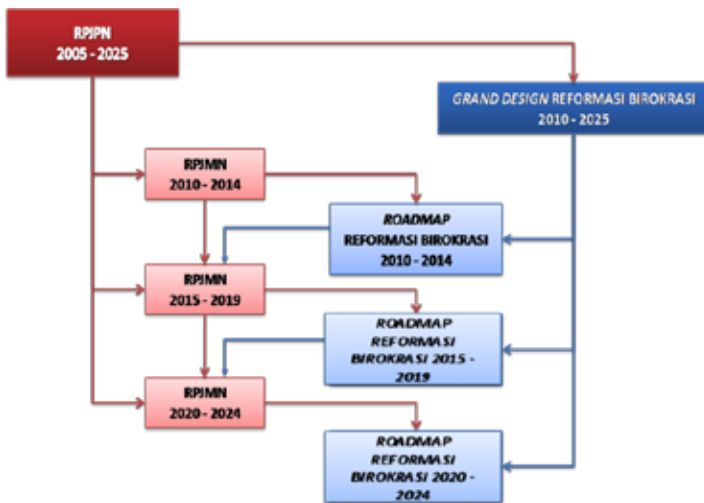 RPJPN
2005 - 2025
GRAND DESIGN REFORMASI BIROKRASI
2010 - 2025
RPJMN
2010 - 2014
ROADMAP
REFORMASI BIROKRASI
2010 - 2014
RPJMN
2015 - 2019
ROADMAP
REFORMASI
BIROKRASI 2015 -
2019
RPJMN
2020 - 2024
ROADMAP
REFORMASI
BIROKRASI 2020 -
2024